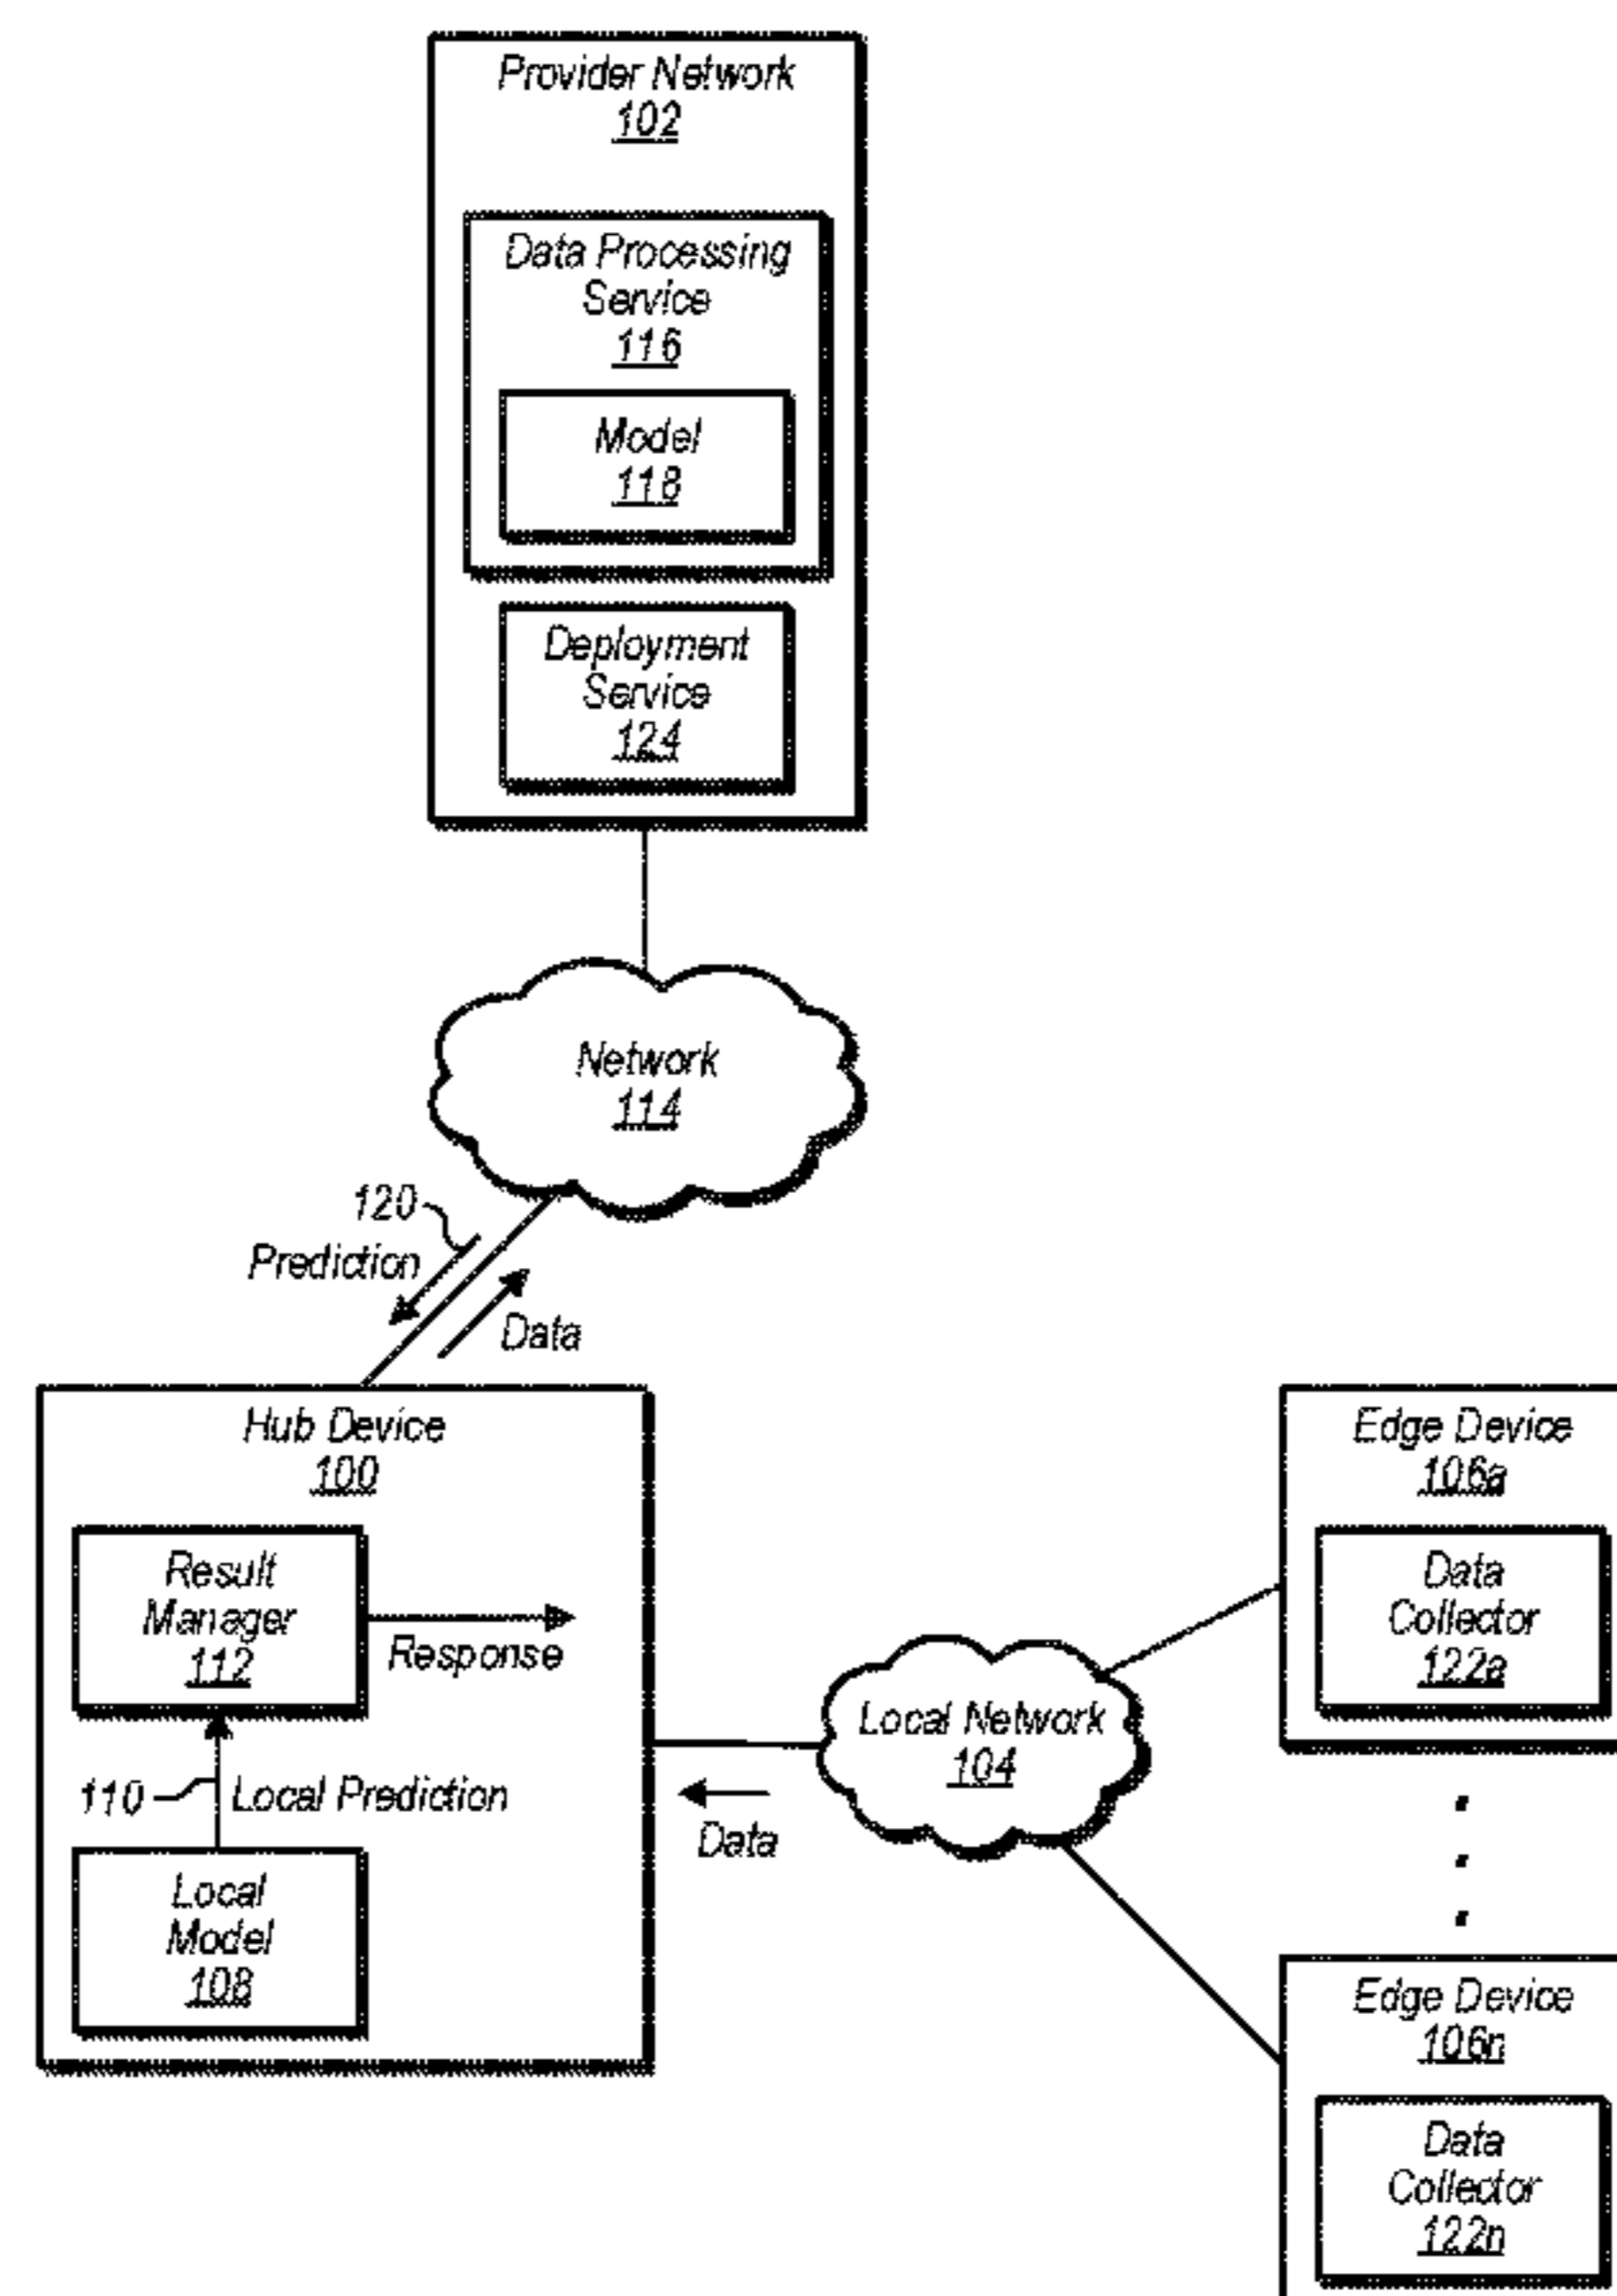 Provider Network
102
Data Processing
Service
116
Model
118
Deployment
Service
124
Network
114
120
Prediction
Data
Hub Device
100
Result
Manager
112
Response
110
Local Prediction
Local
Model
108
Local Network
104
Data
Edge Device
106a
Data
Collector
122a
Edge Device
106n
Data
Collector
122n